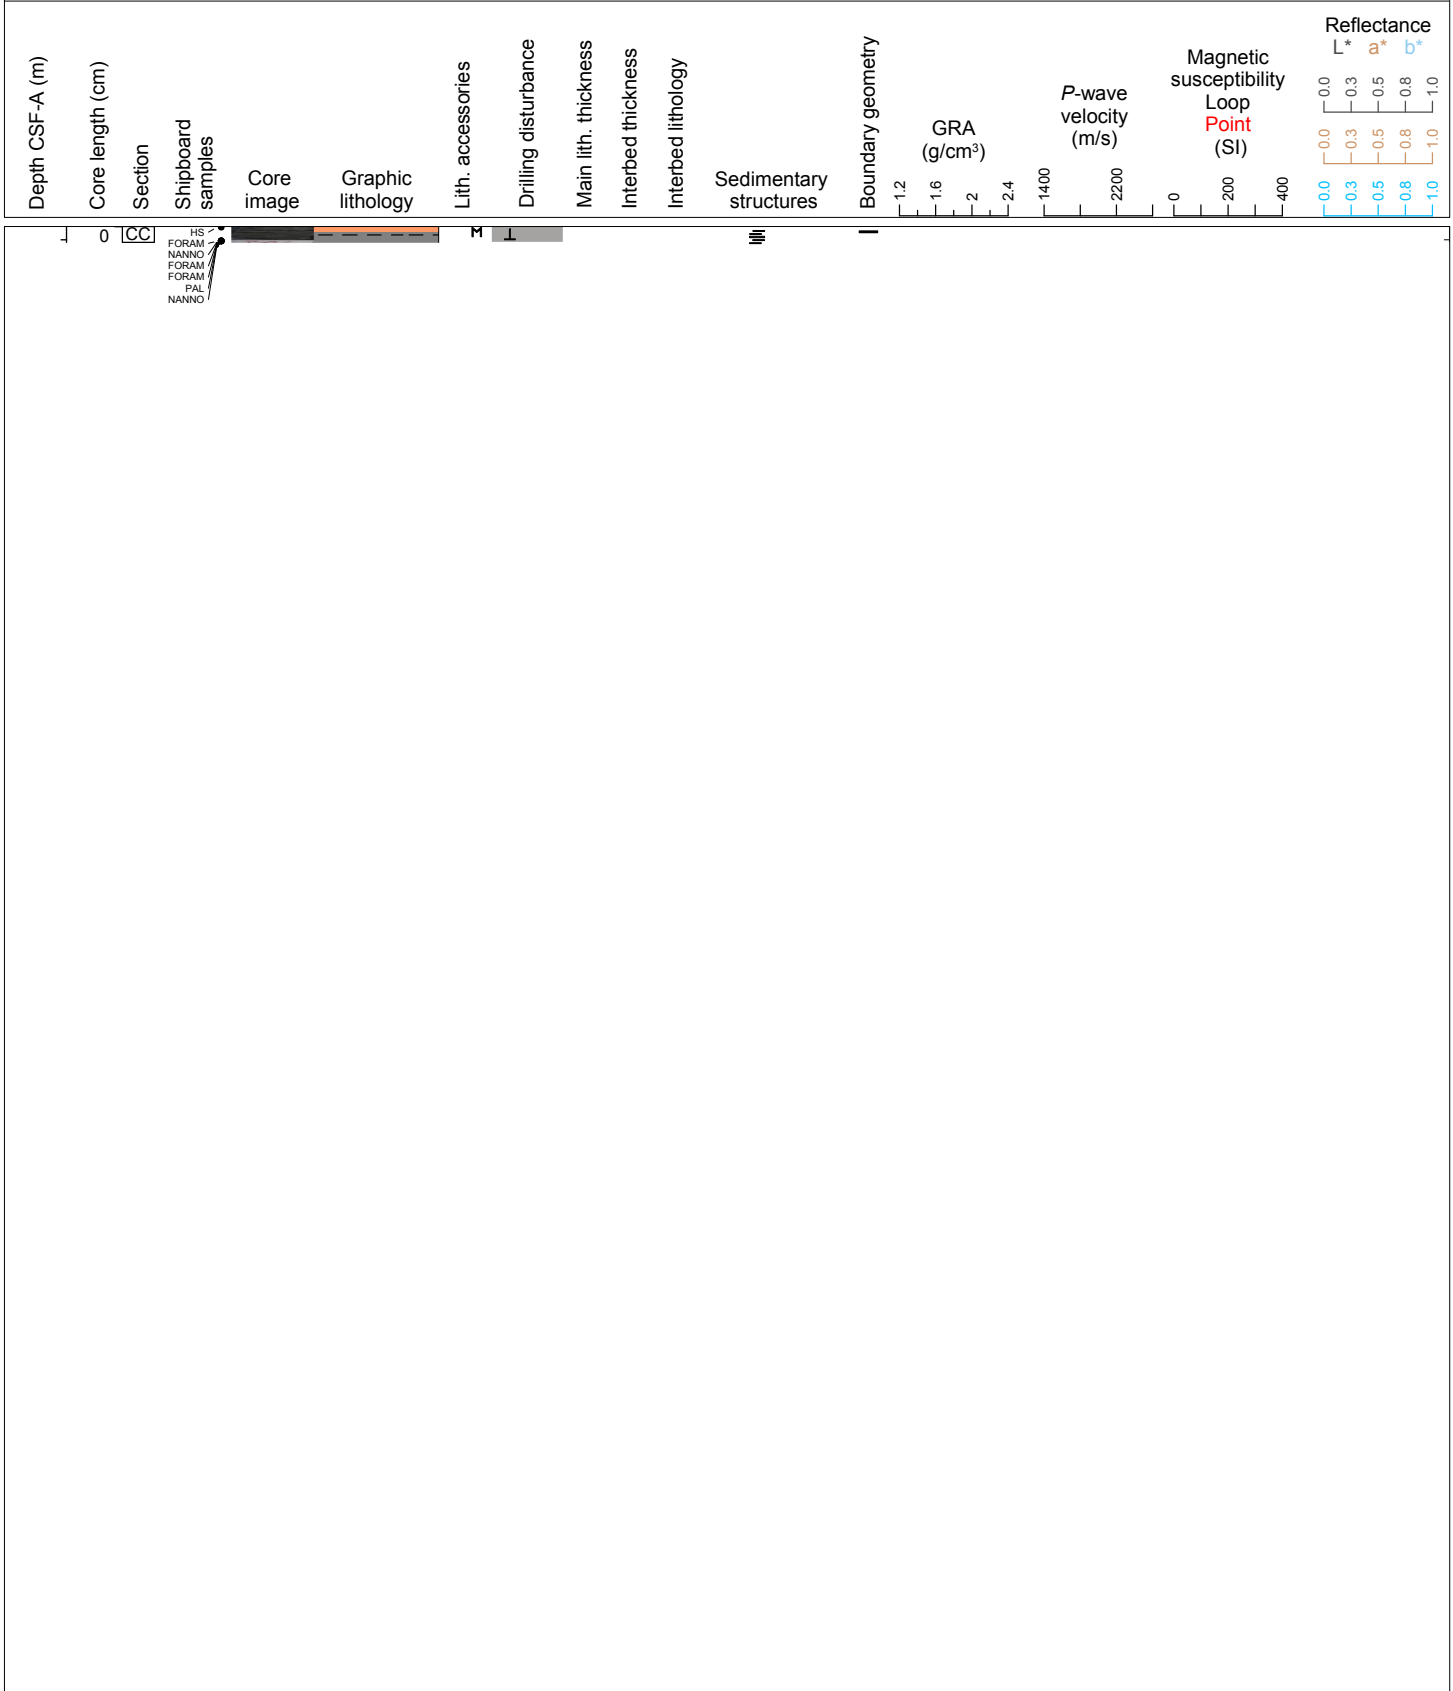 Depth CSF-A (m)
Core length (cm)
Section
Shipboard
samples
Core
image
Graphic
lithology
Lith. accessories
Drilling disturbance
Main lith. thickness
Interbed thickness
Interbed lithology
Sedimentary
structures
Boundary geometry
GRA
(g/cm³)
1.2
1.6
2
2.4
P-wave
velocity
(m/s)
1400
2200
Magnetic
susceptibility
Loop
Point
(SI)
0
200
400
Reflectance
L* a* b*
0.0 0.3 0.5 0.8 1.0
0.0 0.3 0.5 0.8 1.0
0.0 0.3 0.5 0.8 1.0
0
CC
HS
FORAM
NANNO
FORAM
FORAM
PAL
NANNO
M